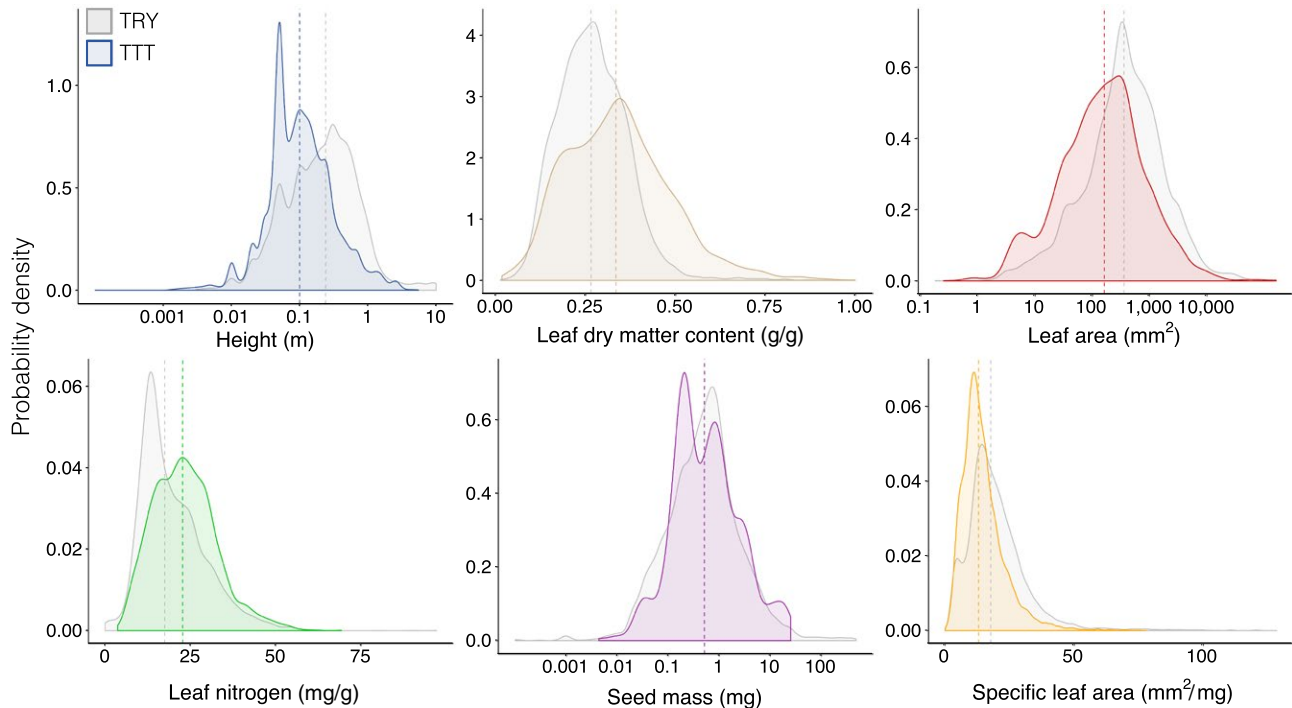 TRY
TTT
Probability density
1.0
0.5
0.0
0.001 0.01 0.1 1 10
Height (m)
4
3
2
1
0
0.00 0.25 0.50 0.75 1.00
Leaf dry matter content (g/g)
0.6
0.4
0.2
0.0
0.1 1 10 100 1,000 10,000
Leaf area (mm²)
0.06
0.04
0.02
0.00
0 25 50 75
Leaf nitrogen (mg/g)
0.6
0.4
0.2
0.0
0.001 0.01 0.1 1 10 100
Seed mass (mg)
0.06
0.04
0.02
0.00
0 50 100
Specific leaf area (mm²/mg)